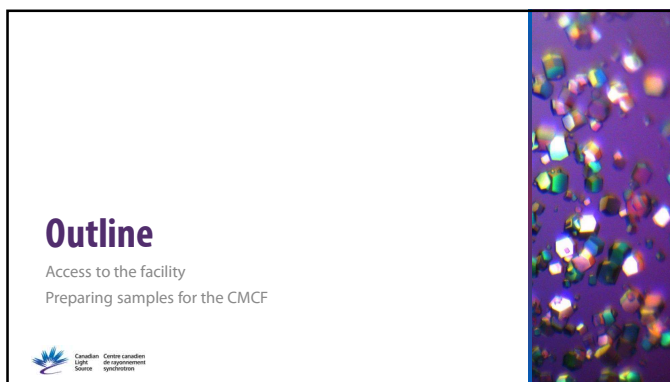 Outline
Access to the facility
Preparing samples for the CMCF
Canadian Centre canadien
Light de rayonnement
Source synchrotron